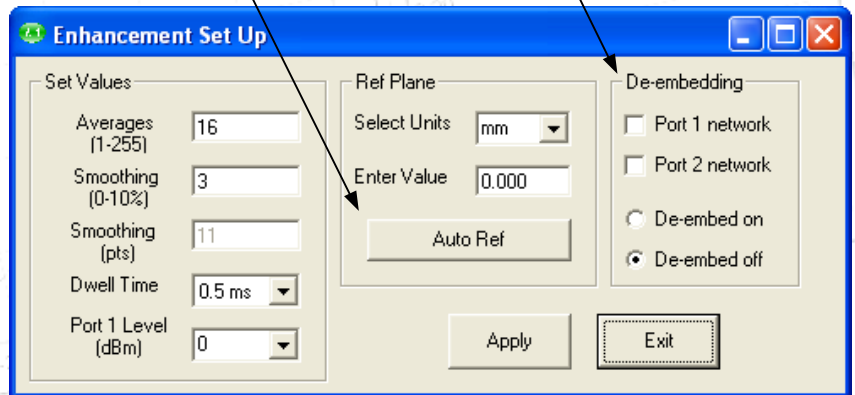 Enhancement Set Up
Set Values
Averages
(1-255)
16
Smoothing
(0-10%)
3
Smoothing
(pts)
11
Dwell Time
0.5 ms
Port 1 Level
(dBm)
0
Ref Plane
Select Units
mm
Enter Value
0.000
Auto Ref
De-embedding
Port 1 network
Port 2 network
De-embed on
De-embed off
Apply
Exit